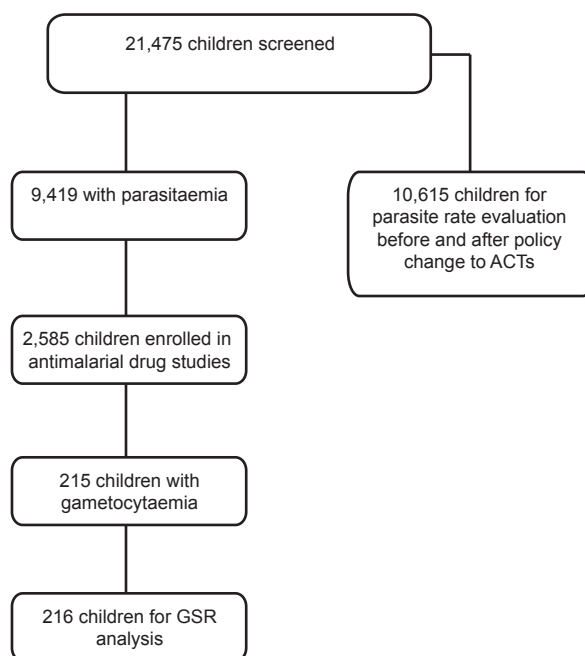 21,475 children screened
9,419 with parasitaemia
10,615 children for
parasite rate evaluation
before and after policy
change to ACTs
2,585 children enrolled in
antimalarial drug studies
215 children with
gametocytaemia
216 children for GSR
analysis